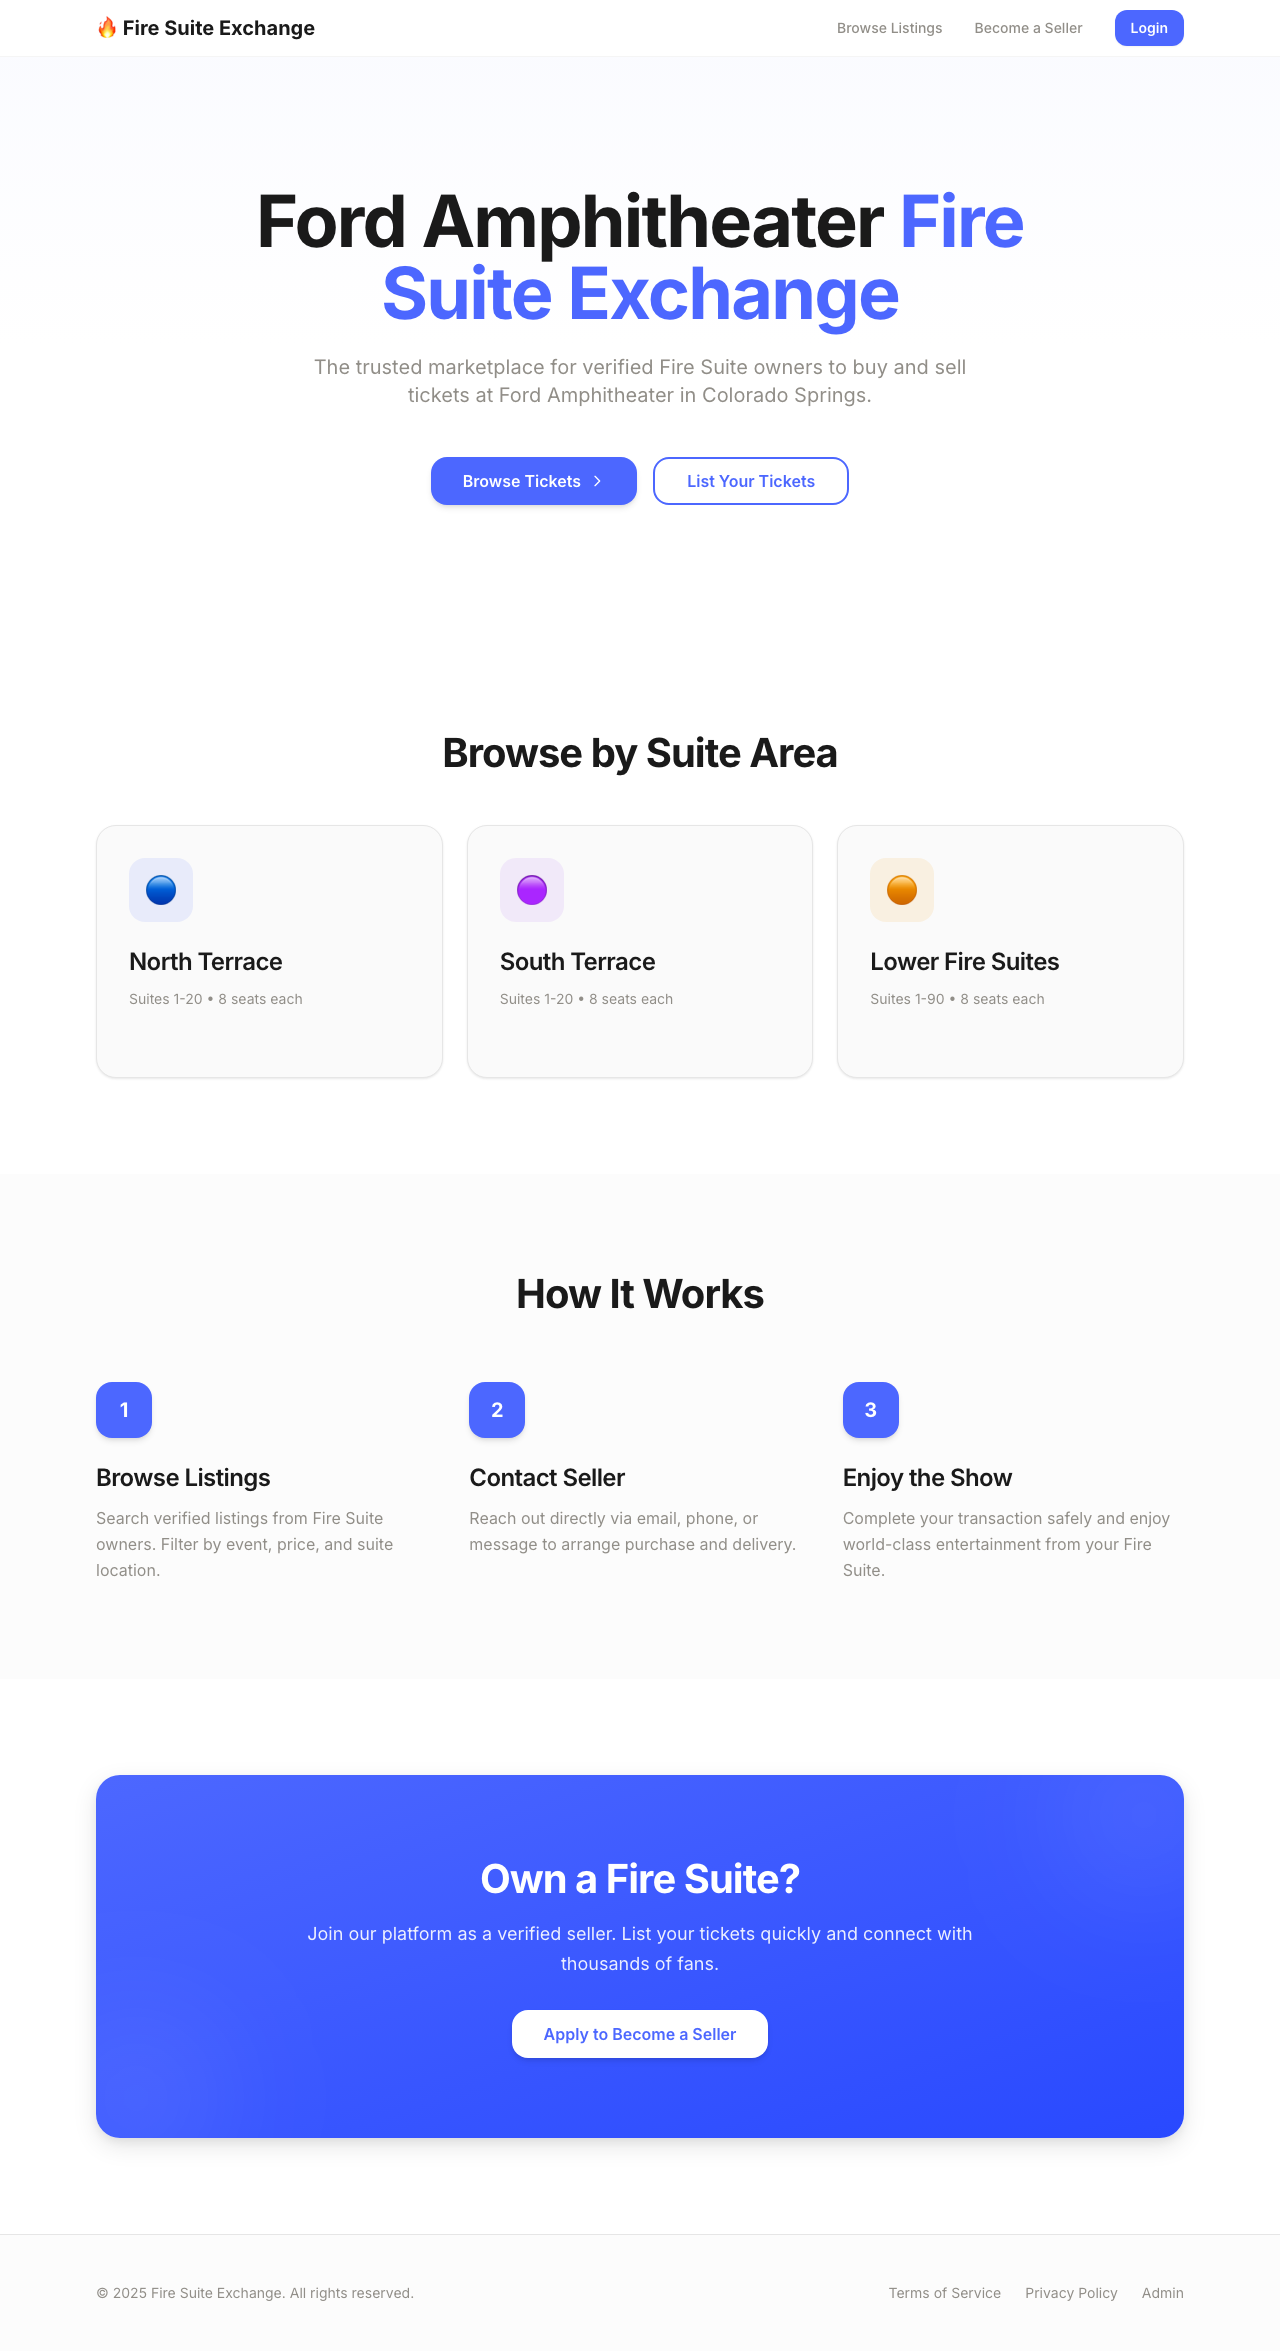 Fire Suite Exchange
Browse Listings
Become a Seller
Login
Ford Amphitheater Fire
Suite Exchange
The trusted marketplace for verified Fire Suite owners to buy and sell
tickets at Ford Amphitheater in Colorado Springs.
Browse Tickets
List Your Tickets
Browse by Suite Area
North Terrace
Suites 1-20 • 8 seats each
South Terrace
Suites 1-20 • 8 seats each
Lower Fire Suites
Suites 1-90 • 8 seats each
How It Works
1
Browse Listings
Search verified listings from Fire Suite
owners. Filter by event, price, and suite
location.
2
Contact Seller
Reach out directly via email, phone, or
message to arrange purchase and delivery.
3
Enjoy the Show
Complete your transaction safely and enjoy
world-class entertainment from your Fire
Suite.
Own a Fire Suite?
Join our platform as a verified seller. List your tickets quickly and connect with
thousands of fans.
Apply to Become a Seller
© 2025 Fire Suite Exchange. All rights reserved.
Terms of Service
Privacy Policy
Admin